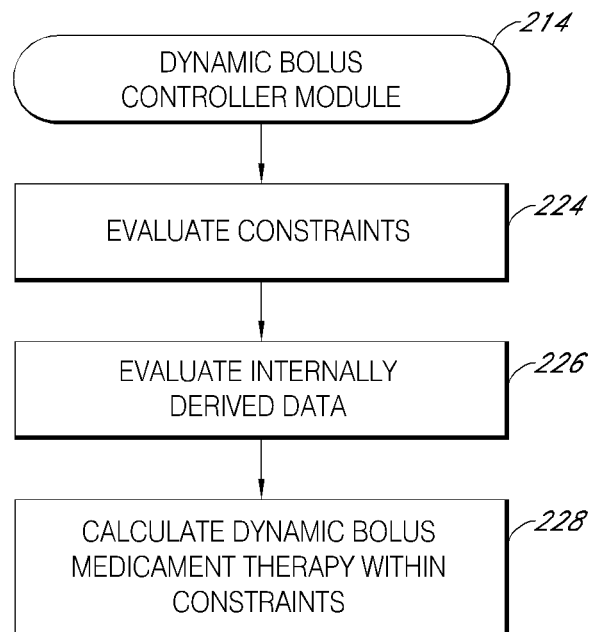 214
DYNAMIC BOLUS
CONTROLLER MODULE
224
EVALUATE CONSTRAINTS
226
EVALUATE INTERNALLY
DERIVED DATA
228
CALCULATE DYNAMIC BOLUS
MEDICAMENT THERAPY WITHIN
CONSTRAINTS